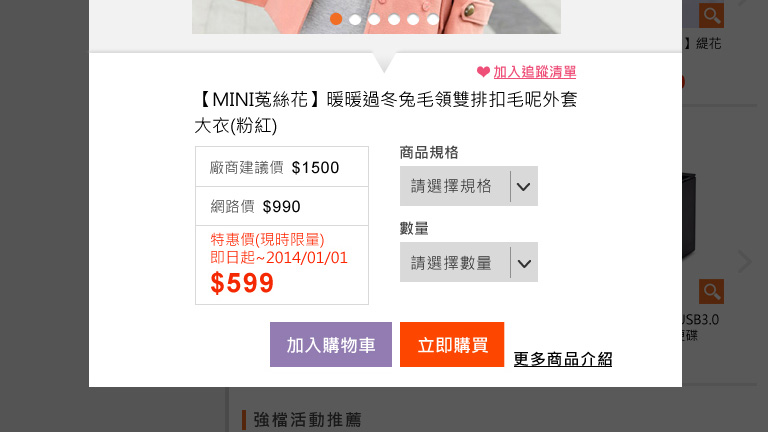 】緹花
加入追蹤清單
【MINI菟絲花】暖暖過冬兔毛領雙排扣毛呢外套
大衣(粉紅)
廠商建議價 $1500
網路價 $990
特惠價(現時限量)
即日起~2014/01/01
$599
商品規格
請選擇規格
數量
請選擇數量
加入購物車
立即購買
更多商品介紹
USB3.0
碟
強檔活動推薦